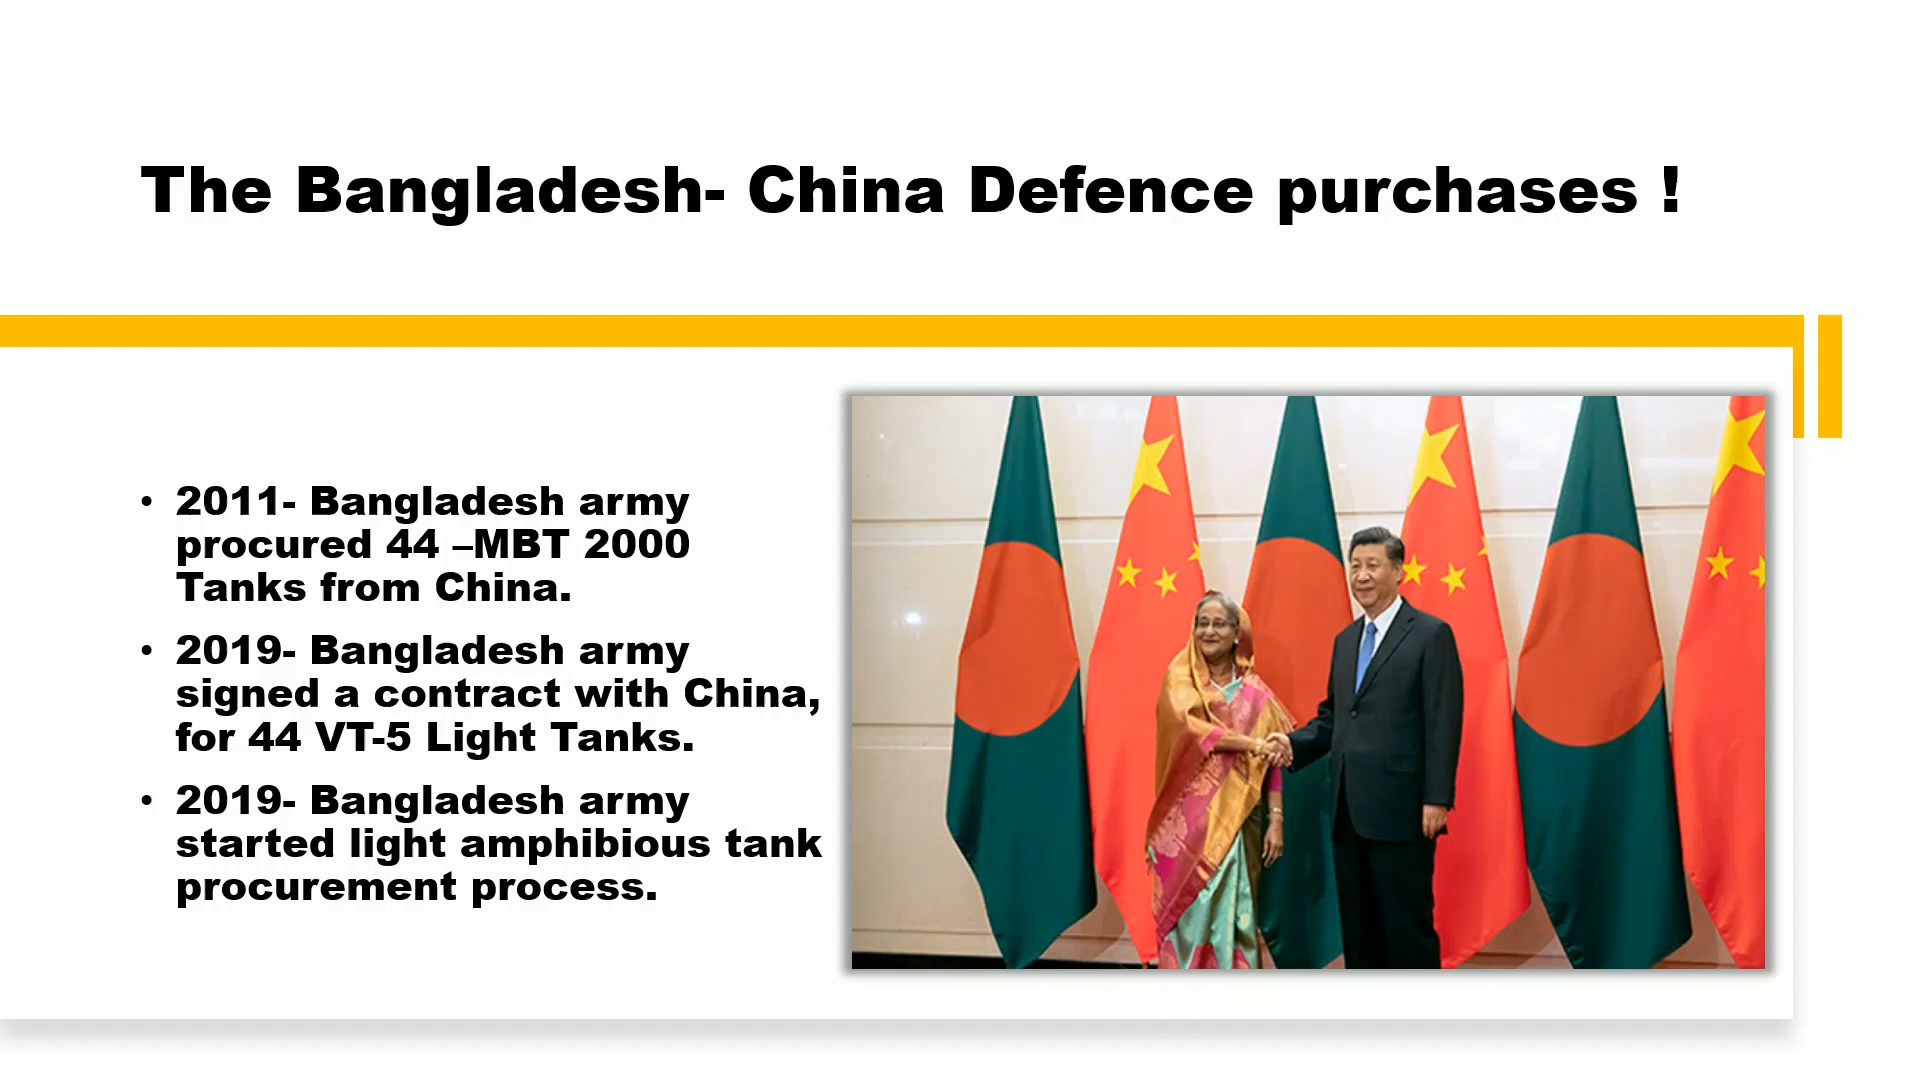 The Bangladesh- China Defence purchases !
• 2011- Bangladesh army
procured 44 –MBT 2000
Tanks from China.
• 2019- Bangladesh army
signed a contract with China,
for 44 VT-5 Light Tanks.
• 2019- Bangladesh army
started light amphibious tank
procurement process.